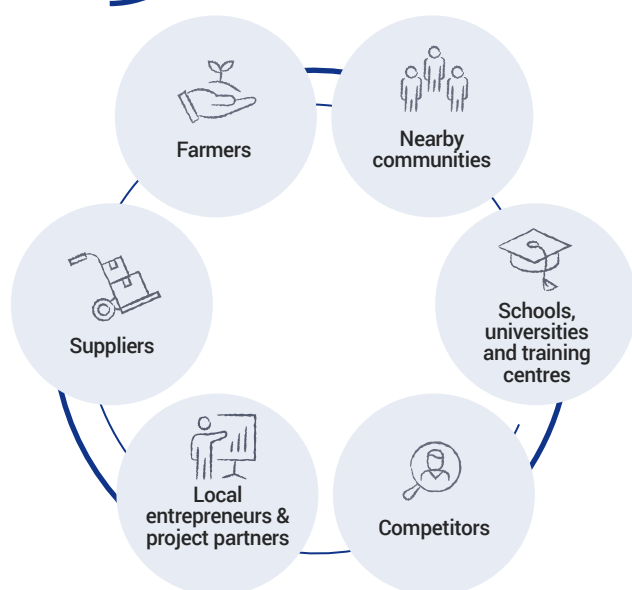 Farmers
Nearby
communities
Suppliers
Schools,
universities
and training
centres
Local
entrepreneurs &
project partners
Competitors